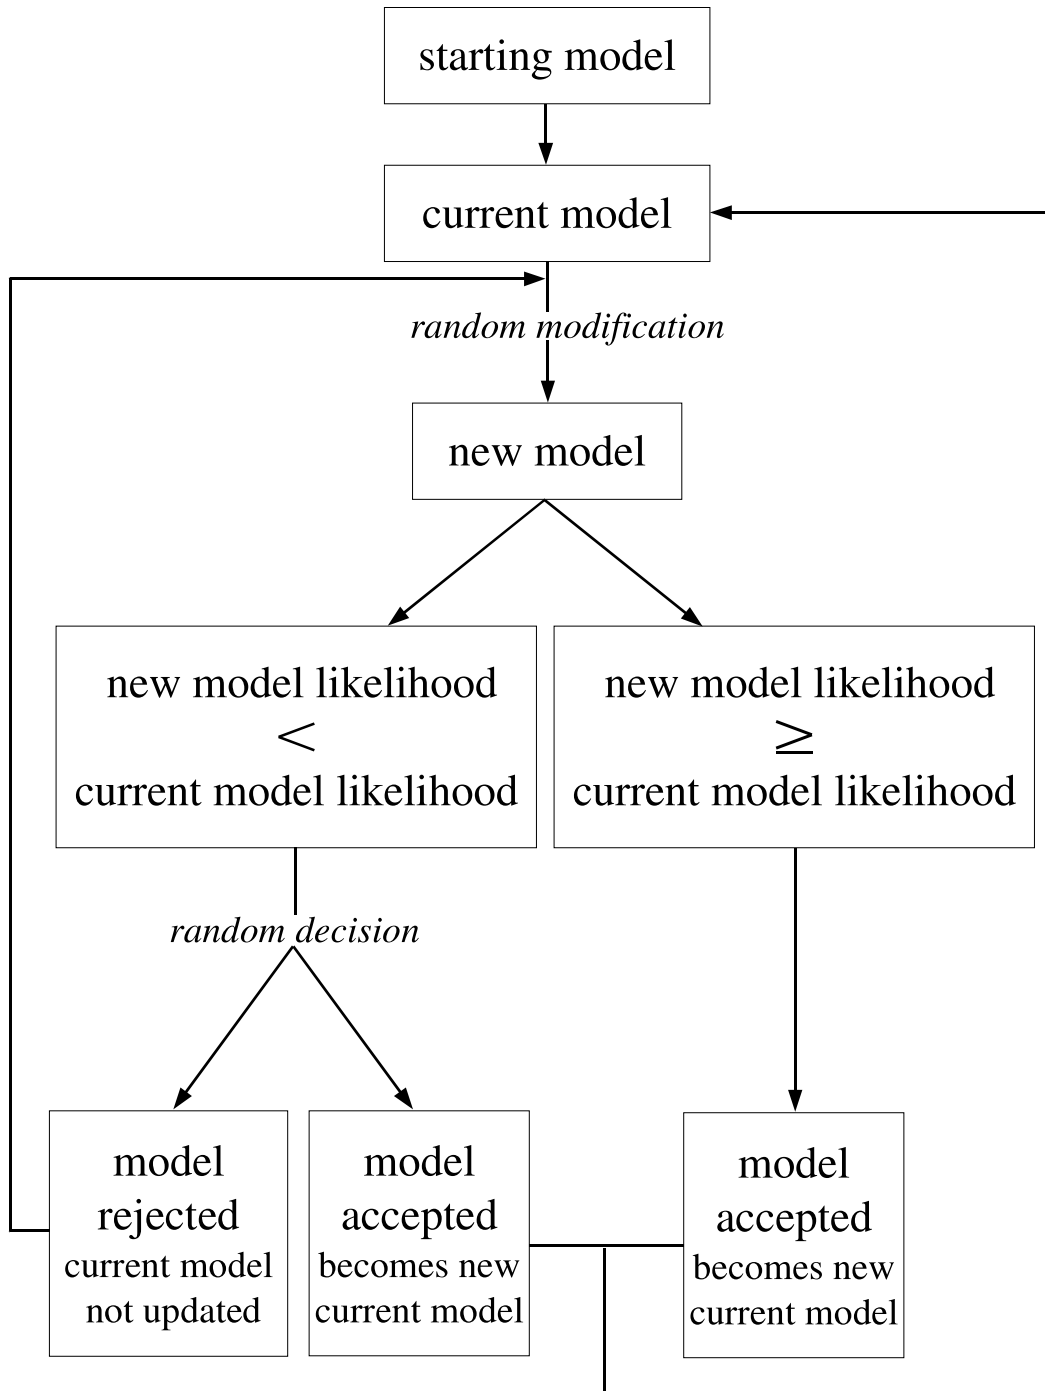 starting model
current model
random modification
new model
new model likelihood
<
current model likelihood
new model likelihood
≥
current model likelihood
random decision
model
rejected
current model
not updated
model
accepted
becomes new
current model
model
accepted
becomes new
current model